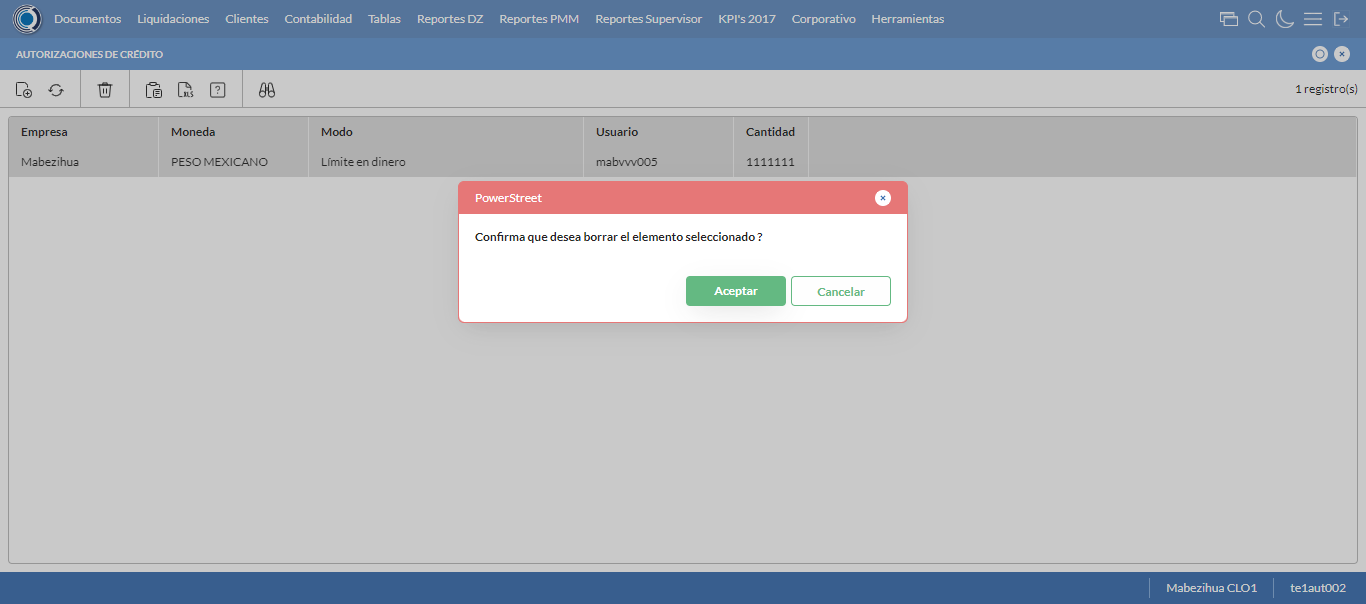 Documentos Liquidaciones Clientes Contabilidad Tablas Reportes DZ Reportes PMM Reportes Supervisor KPI's 2017 Corporativo Herramientas
AUTORIZACIONES DE CRÉDITO
XLS ? 1 registro(s)
Empresa Moneda Modo Usuario Cantidad
Mabezihua PESO MEXICANO Límite en dinero mabvvv005 1111111
PowerStreet
Confirma que desea borrar el elemento seleccionado ?
Aceptar Cancelar
Mabezihua CLO1 te1aut002